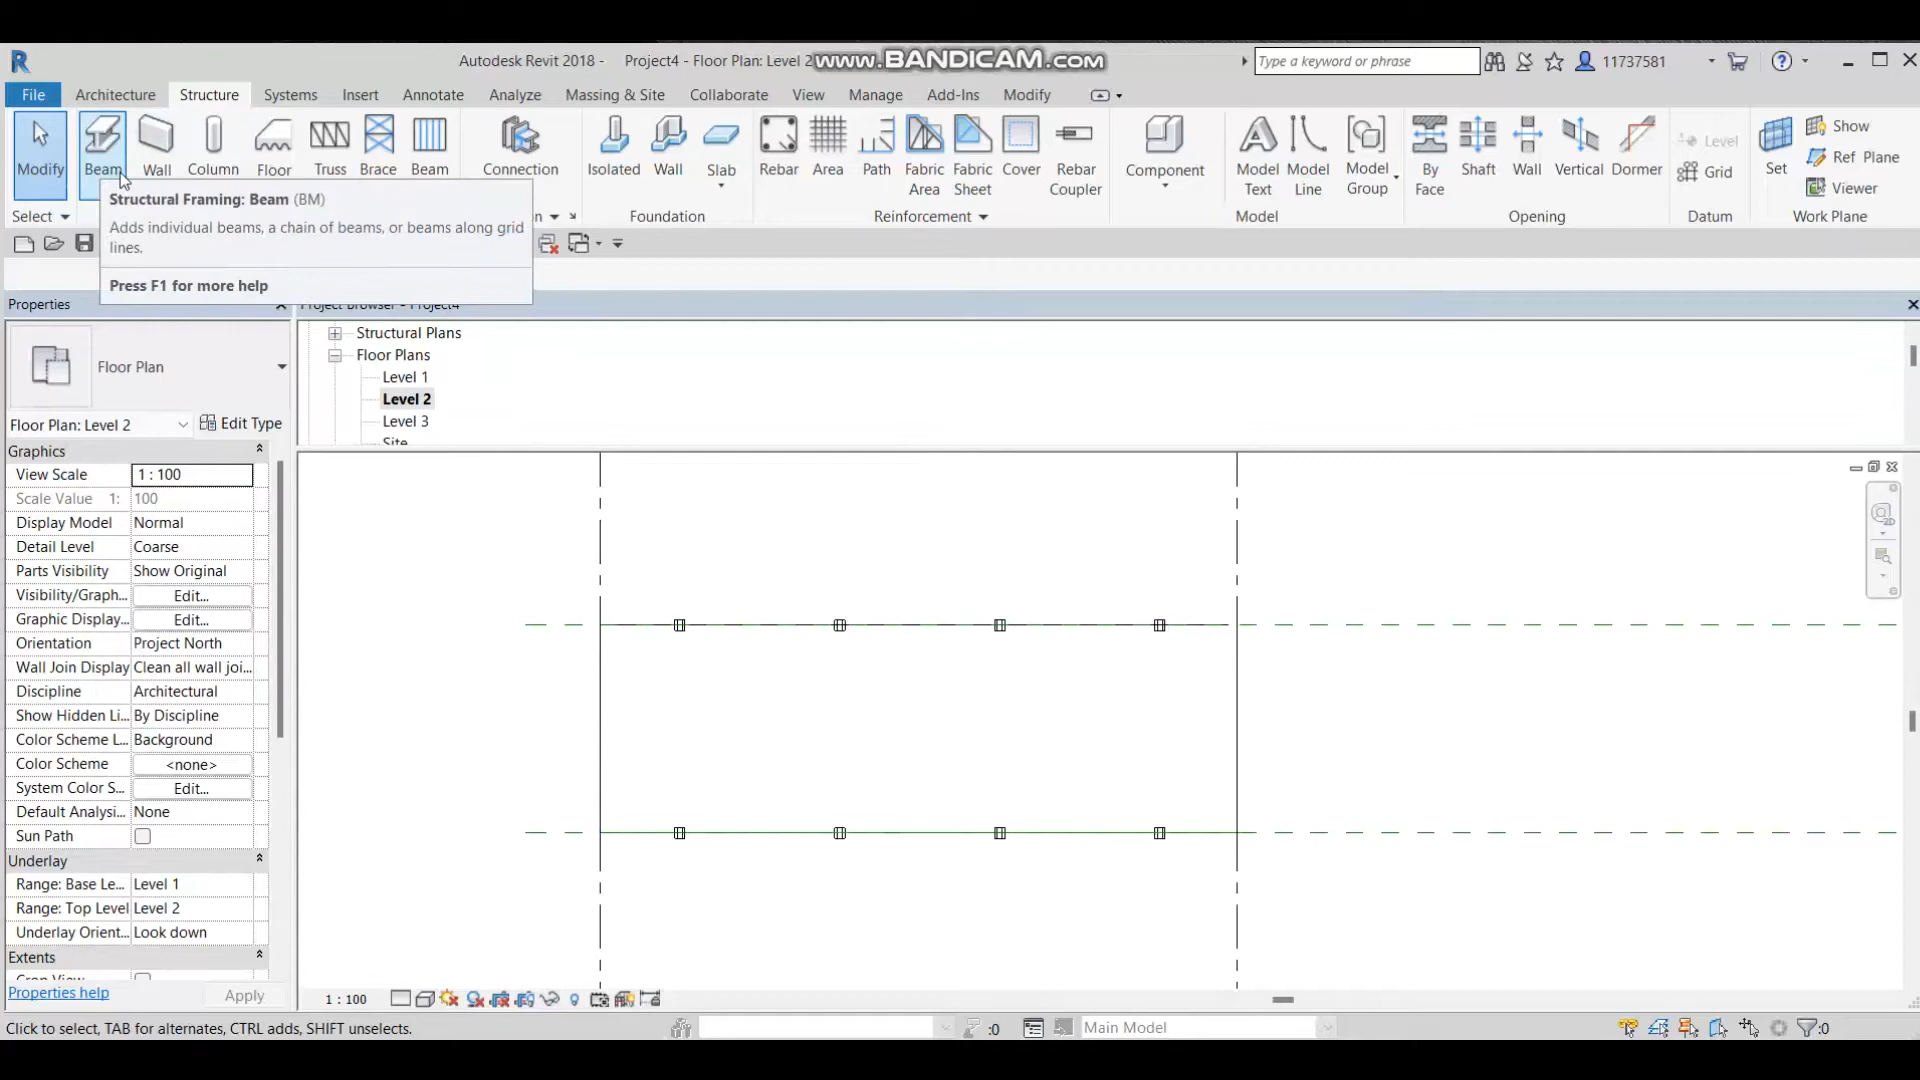 Autodesk Revit 2018 - Project4 - Floor Plan: Level 2
www.BANDICAM.com
Type a keyword or phrase
11737581
File Architecture Structure Systems Insert Annotate Analyze Massing & Site Collaborate View Manage Add-Ins Modify
Modify Beam Wall Column Floor Truss Brace Beam Connection Isolated Wall Slab Rebar Area Path Fabric Area Fabric Sheet Cover Rebar Coupler Component Model Text Model Line Model Group By Face Shaft Wall Vertical Dormer Level Grid Set Show Ref Plane Viewer
Select Foundation Reinforcement Model Opening Datum Work Plane
Structural Framing: Beam (BM)
Adds individual beams, a chain of beams, or beams along grid
lines.
Press F1 for more help
Properties
Project Browser - Project4
Structural Plans
Floor Plans
Level 1
Level 2
Level 3
Site
Floor Plan
Floor Plan: Level 2 Edit Type
Graphics
View Scale 1 : 100
Scale Value 1: 100
Display Model Normal
Detail Level Coarse
Parts Visibility Show Original
Visibility/Graph... Edit...
Graphic Display... Edit...
Orientation Project North
Wall Join Display Clean all wall joi...
Discipline Architectural
Show Hidden Li... By Discipline
Color Scheme L... Background
Color Scheme <none>
System Color S... Edit...
Default Analysi... None
Sun Path
Underlay
Range: Base Le... Level 1
Range: Top Level Level 2
Underlay Orient... Look down
Extents
Crop View
Properties help Apply
1 : 100
Click to select, TAB for alternates, CTRL adds, SHIFT unselects.
:0
Main Model
:0
2D